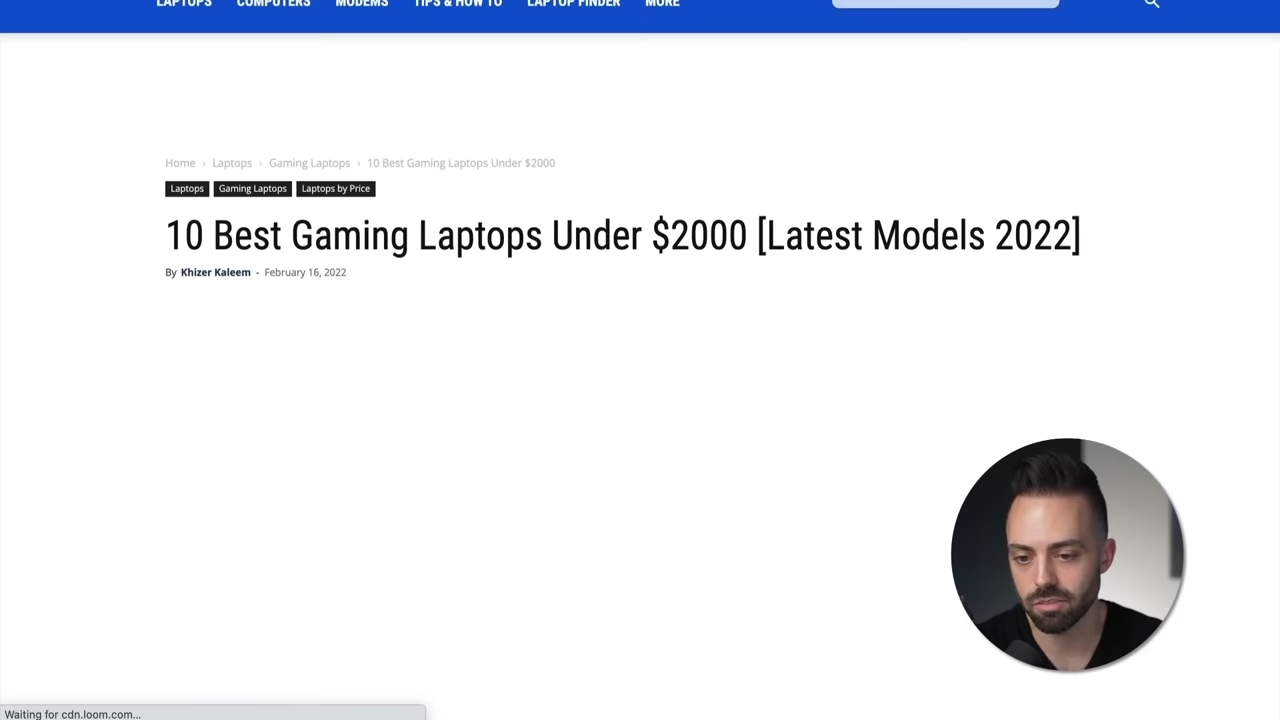 LAPTOPS COMPUTERS MODEMS TIPS & HOW TO LAPTOP FINDER MORE
Home › Laptops › Gaming Laptops › 10 Best Gaming Laptops Under $2000
Laptops Gaming Laptops Laptops by Price
10 Best Gaming Laptops Under $2000 [Latest Models 2022]
By Khizer Kaleem - February 16, 2022
Waiting for cdn.loom.com...